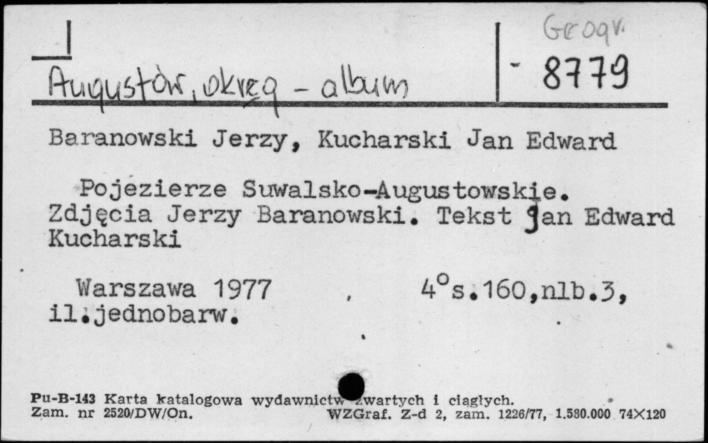 Geogr.
Augustów, okręg - album
- 8779
Baranowski Jerzy, Kucharski Jan Edward
Pojezierze Suwalsko-Augustowskie.
Zdjęcia Jerzy Baranowski. Tekst Jan Edward
Kucharski
Warszawa 1977 4°s.160,nlb.3,
il.jednobarw.
Pu-B-143 Karta katalogowa wydawnictw zwartych i ciągłych.
Zam. nr 2520/DW/On. WZGraf. Z-d 2, zam. 1226/77, 1.580.000 74×120